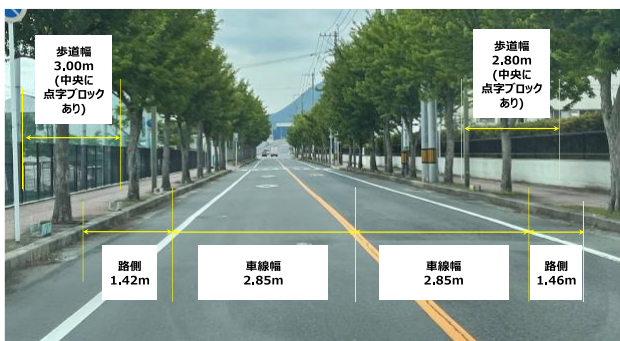 歩道幅
3.00m
(中央に
点字ブロック
あり)
歩道幅
2.80m
(中央に
点字ブロック
あり)
路側
1.42m
車線幅
2.85m
車線幅
2.85m
路側
1.46m